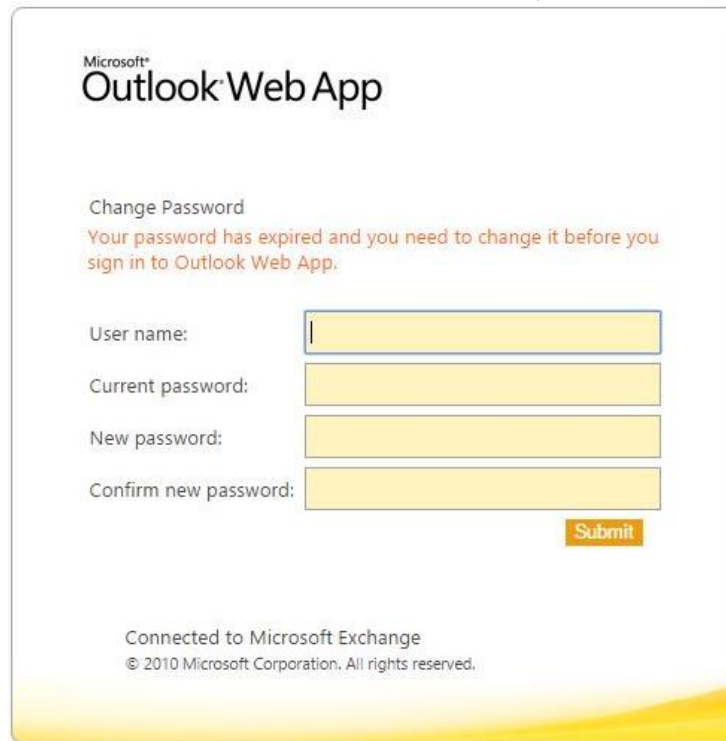 Microsoft®
Outlook® Web App
Change Password
Your password has expired and you need to change it before you
sign in to Outlook Web App.
User name:
Current password:
New password:
Confirm new password:
Submit
Connected to Microsoft Exchange
© 2010 Microsoft Corporation. All rights reserved.